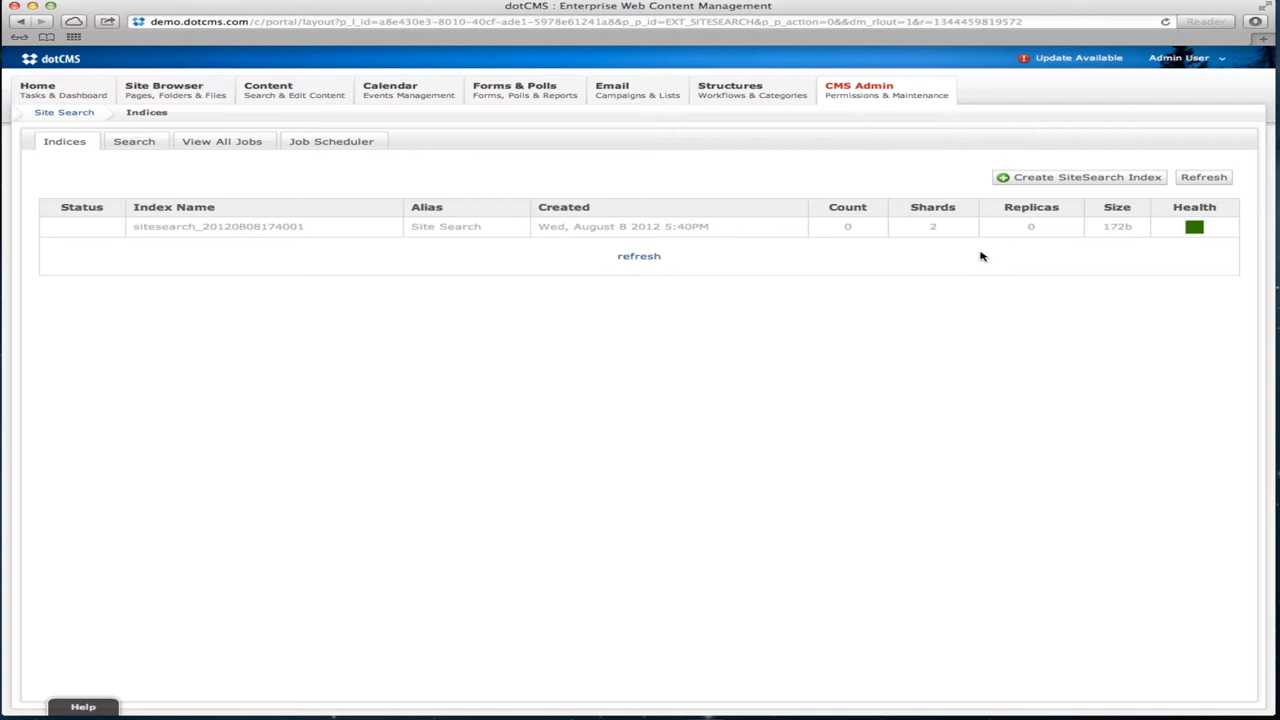 dotCMS : Enterprise Web Content Management
demo.dotcms.com/c/portal/layout?p_l_id=a8e430e3-8010-40cf-ade1-5978e61241a8&p_p_id=EXT_SITESEARCH&p_p_action=0&&dm_rlout=1&r=1344459819572
Reader
dotCMS
Update Available
Admin User
Home Site Browser Content Calendar Forms & Polls Email Structures CMS Admin
Tasks & Dashboard Pages, Folders & Files Search & Edit Content Events Management Forms, Polls & Reports Campaigns & Lists Workflows & Categories Permissions & Maintenance
Site Search Indices
Indices Search View All Jobs Job Scheduler
Create SiteSearch Index Refresh
Status Index Name Alias Created Count Shards Replicas Size Health
sitesearch_20120808174001 Site Search Wed, August 8 2012 5:40PM 0 2 0 172b
refresh
Help